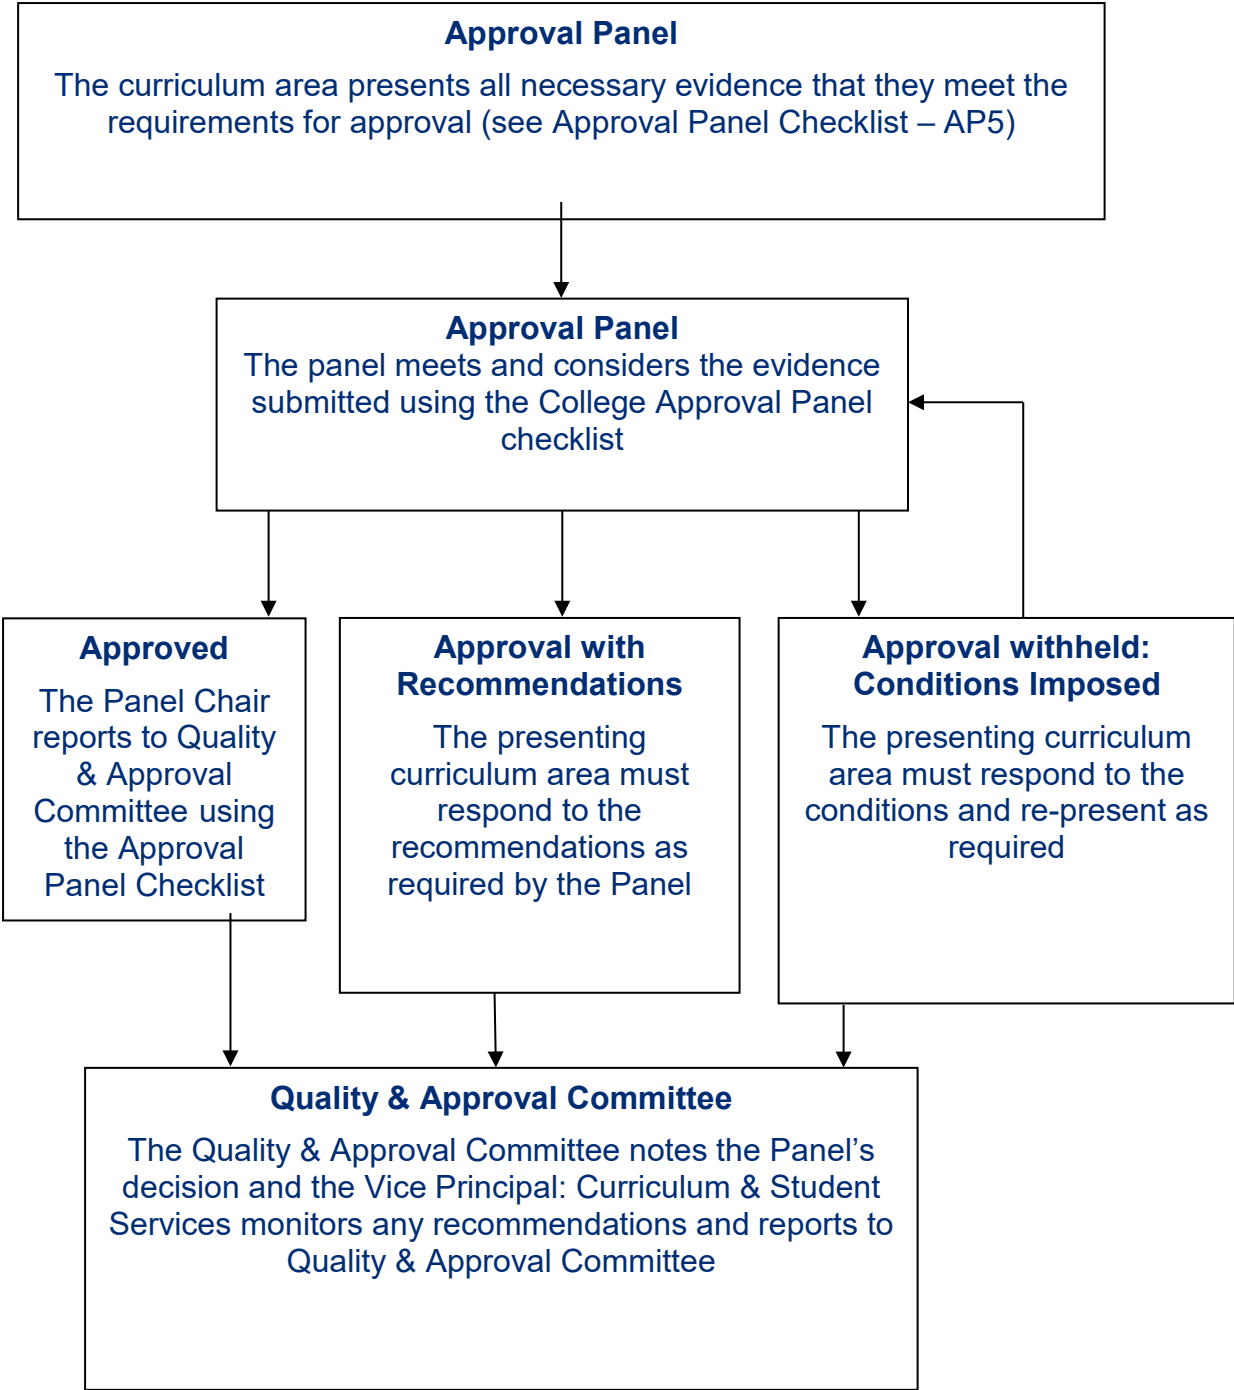 Approval Panel
The curriculum area presents all necessary evidence that they meet the
requirements for approval (see Approval Panel Checklist – AP5)
Approval Panel
The panel meets and considers the evidence
submitted using the College Approval Panel
checklist
Approved
The Panel Chair
reports to Quality
& Approval
Committee using
the Approval
Panel Checklist
Approval with
Recommendations
The presenting
curriculum area must
respond to the
recommendations as
required by the Panel
Approval withheld:
Conditions Imposed
The presenting curriculum
area must respond to the
conditions and re-present as
required
Quality & Approval Committee
The Quality & Approval Committee notes the Panel’s
decision and the Vice Principal: Curriculum & Student
Services monitors any recommendations and reports to
Quality & Approval Committee